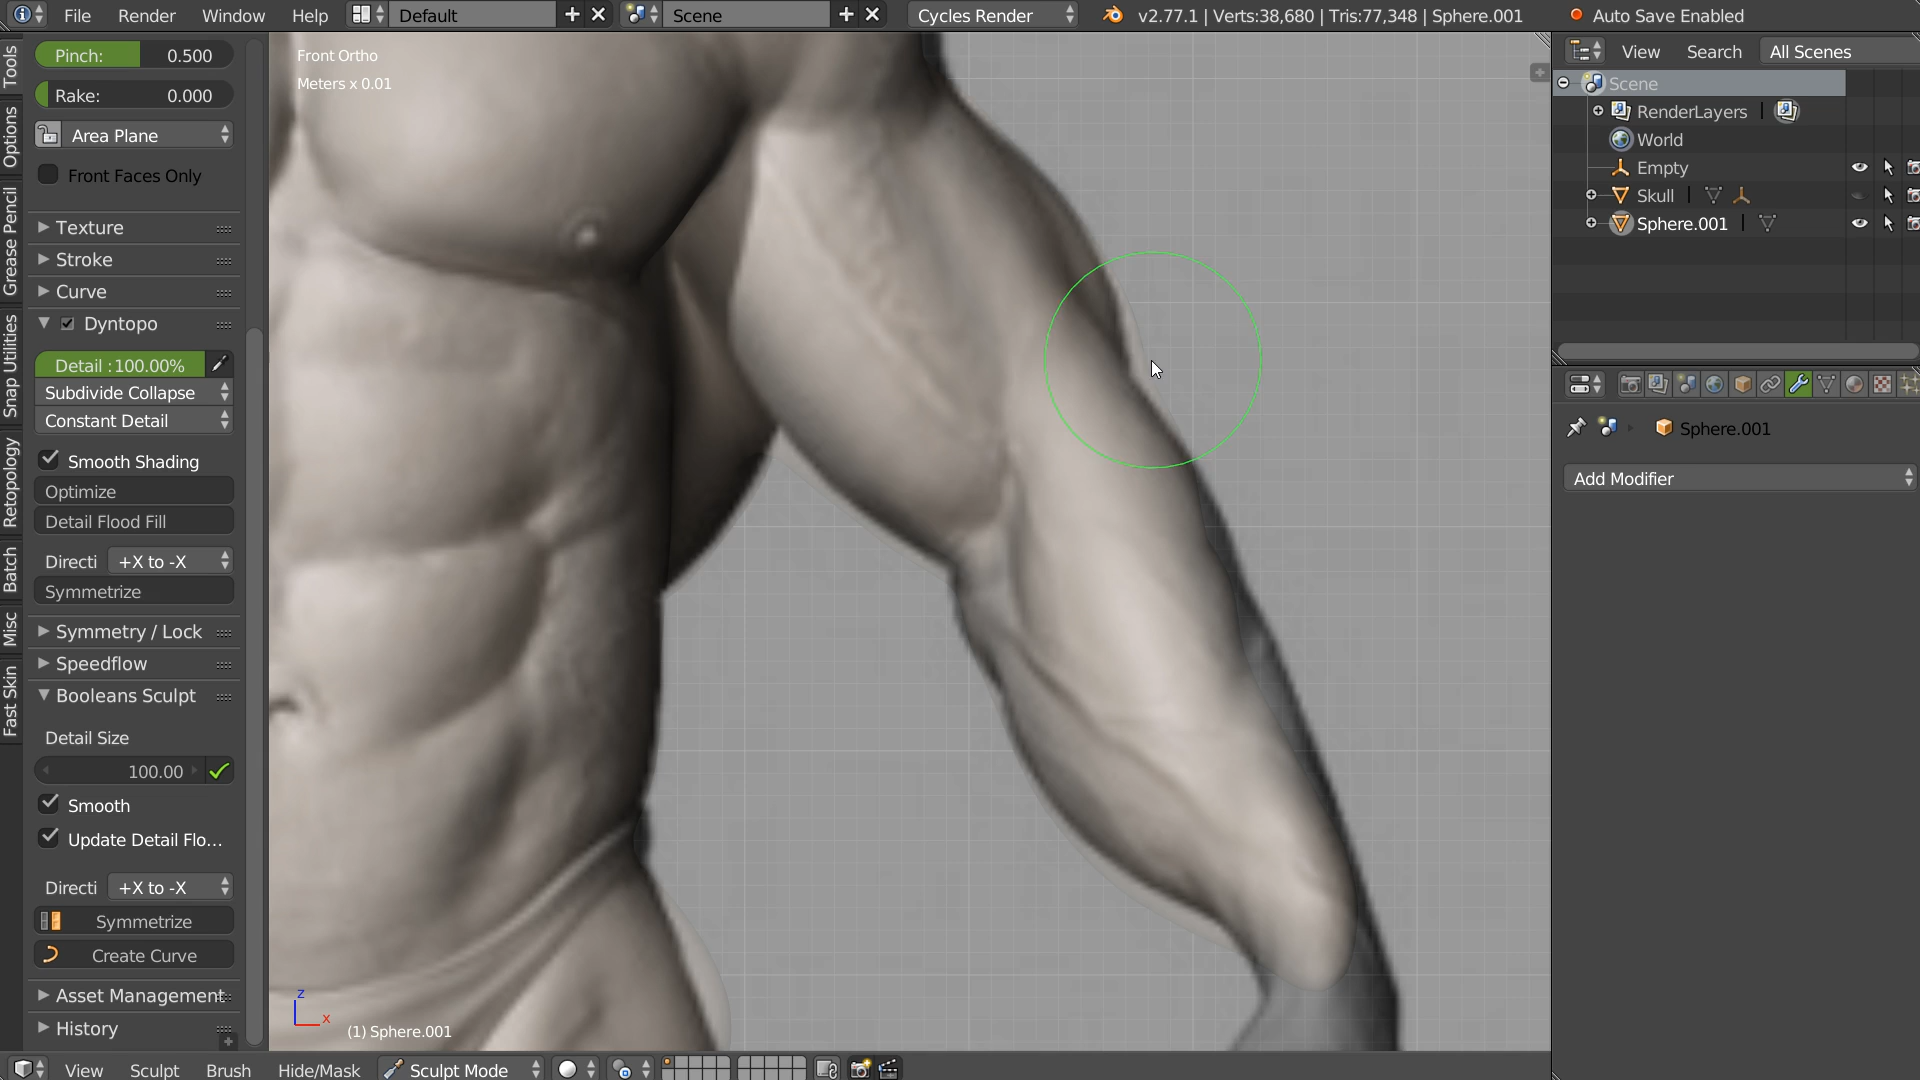 File Render Window Help Default Scene Cycles Render v2.77.1 | Verts:38,680 | Tris:77,348 | Sphere.001 Auto Save Enabled
Tools
Options
Grease Pencil
Snap Utilities
Retopology
Batch
Misc
Fast Skin
Pinch: 0.500
Rake: 0.000
Area Plane
Front Faces Only
Texture
Stroke
Curve
Dyntopo
Detail :100.00%
Subdivide Collapse
Constant Detail
Smooth Shading
Optimize
Detail Flood Fill
Directi +X to -X
Symmetrize
Symmetry / Lock
Speedflow
Booleans Sculpt
Detail Size
100.00
Smooth
Update Detail Flo...
Directi +X to -X
Symmetrize
Create Curve
Asset Management
History
Front Ortho
Meters x 0.01
z
x
(1) Sphere.001
View Search All Scenes
Scene
RenderLayers
World
Empty
Skull
Sphere.001
Sphere.001
Add Modifier
View Sculpt Brush Hide/Mask Sculpt Mode